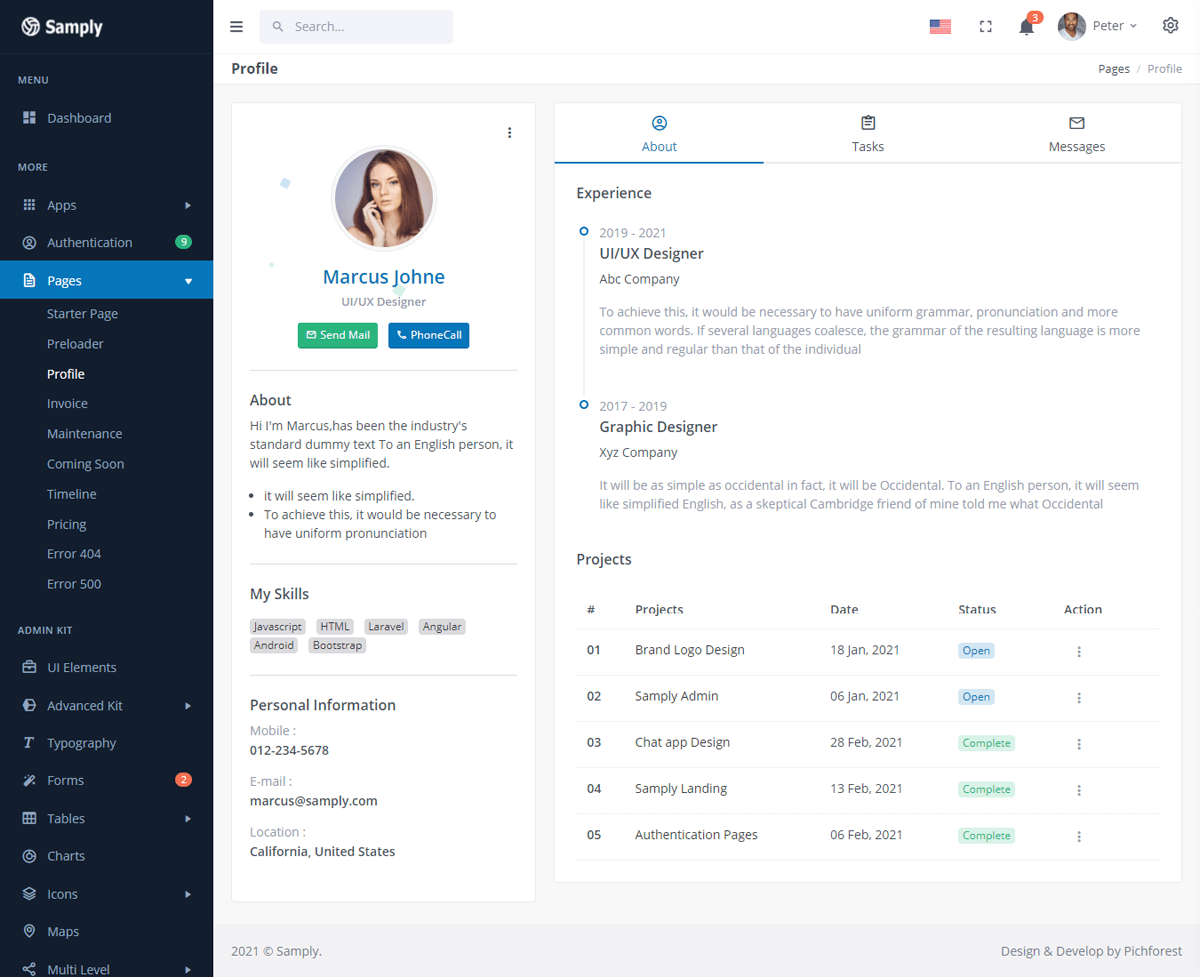 Samply
Search...
3
Peter
Profile
Pages / Profile
MENU
Dashboard
MORE
Apps
Authentication 9
Pages
Starter Page
Preloader
Profile
Invoice
Maintenance
Coming Soon
Timeline
Pricing
Error 404
Error 500
ADMIN KIT
UI Elements
Advanced Kit
Typography
Forms 2
Tables
Charts
Icons
Maps
Multi Level
Marcus Johne
UI/UX Designer
Send Mail PhoneCall
About
Hi I'm Marcus,has been the industry's
standard dummy text To an English person, it
will seem like simplified.
• it will seem like simplified.
• To achieve this, it would be necessary to
have uniform pronunciation
My Skills
Javascript HTML Laravel Angular
Android Bootstrap
Personal Information
Mobile :
012-234-5678
E-mail :
marcus@samply.com
Location :
California, United States
About Tasks Messages
Experience
2019 - 2021
UI/UX Designer
Abc Company
To achieve this, it would be necessary to have uniform grammar, pronunciation and more
common words. If several languages coalesce, the grammar of the resulting language is more
simple and regular than that of the individual
2017 - 2019
Graphic Designer
Xyz Company
It will be as simple as occidental in fact, it will be Occidental. To an English person, it will seem
like simplified English, as a skeptical Cambridge friend of mine told me what Occidental
Projects
# Projects Date Status Action
01 Brand Logo Design 18 Jan, 2021 Open
02 Samply Admin 06 Jan, 2021 Open
03 Chat app Design 28 Feb, 2021 Complete
04 Samply Landing 13 Feb, 2021 Complete
05 Authentication Pages 06 Feb, 2021 Complete
2021 © Samply.
Design & Develop by Pichforest